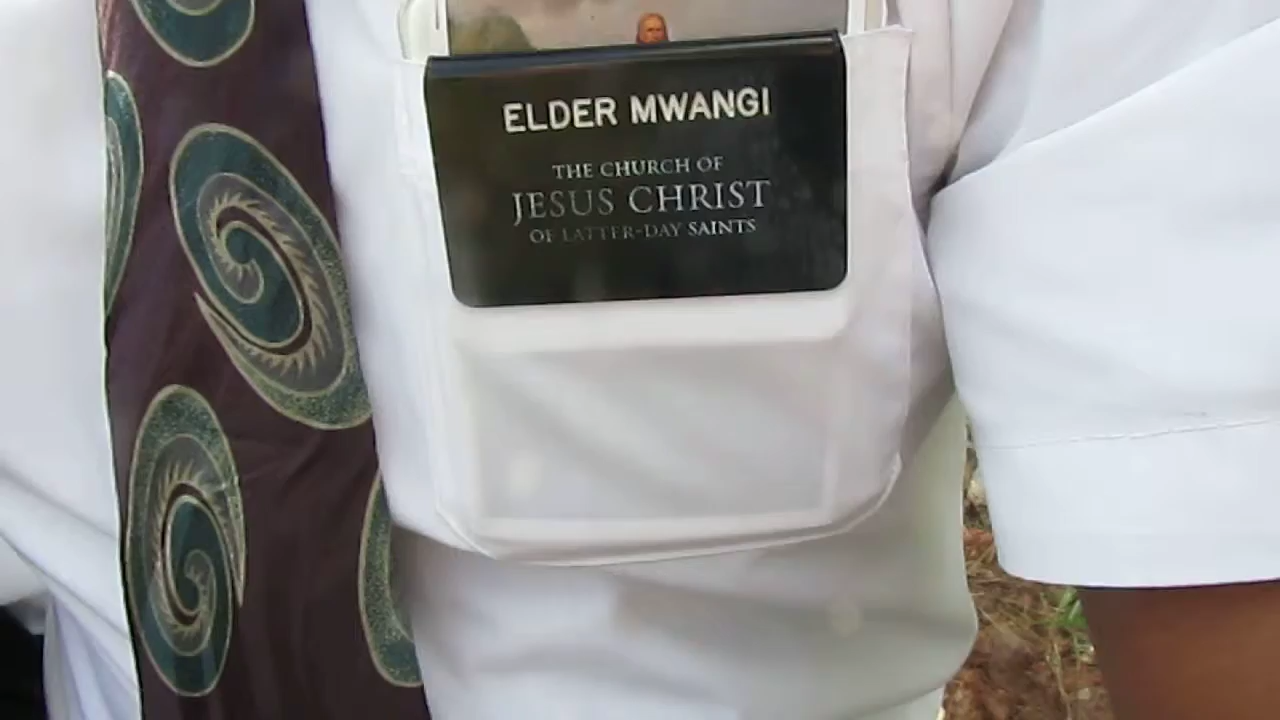 ELDER MWANGI
THE CHURCH OF
JESUS CHRIST
OF LATTER-DAY SAINTS